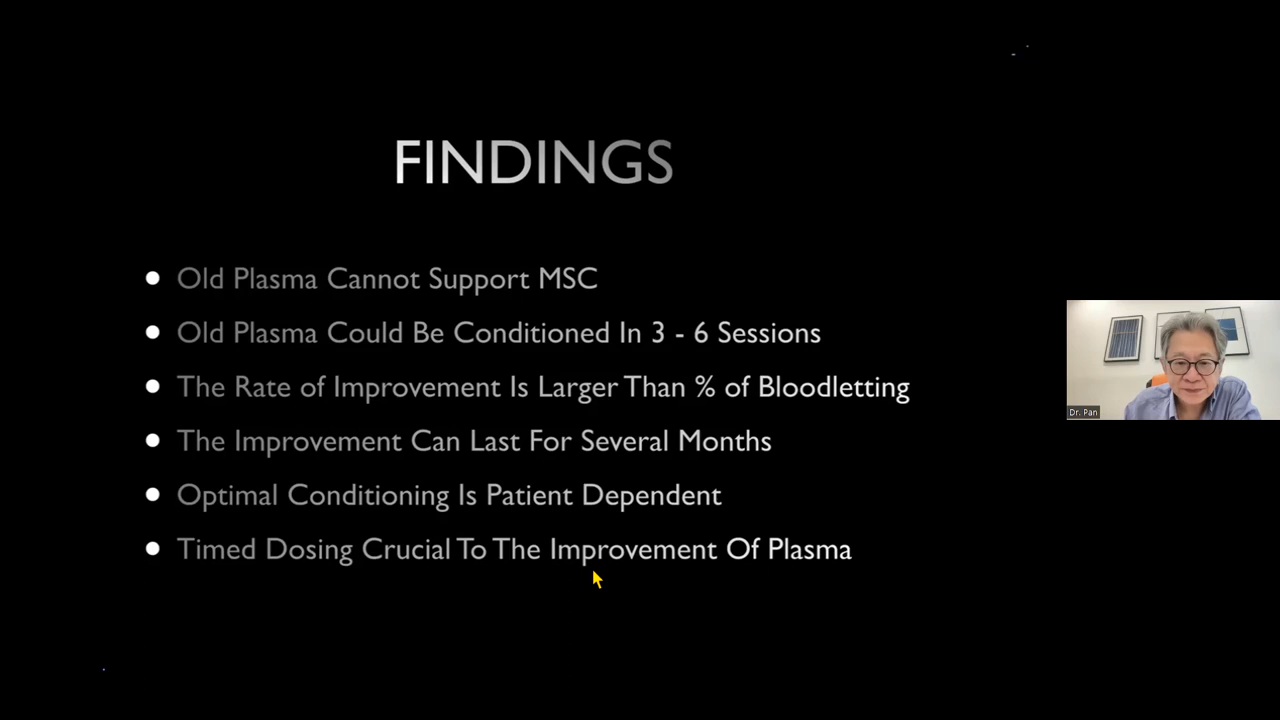 FINDINGS
Old Plasma Cannot Support MSC
Old Plasma Could Be Conditioned In 3 - 6 Sessions
The Rate of Improvement Is Larger Than % of Bloodletting
The Improvement Can Last For Several Months
Optimal Conditioning Is Patient Dependent
Timed Dosing Crucial To The Improvement Of Plasma
Dr. Pan